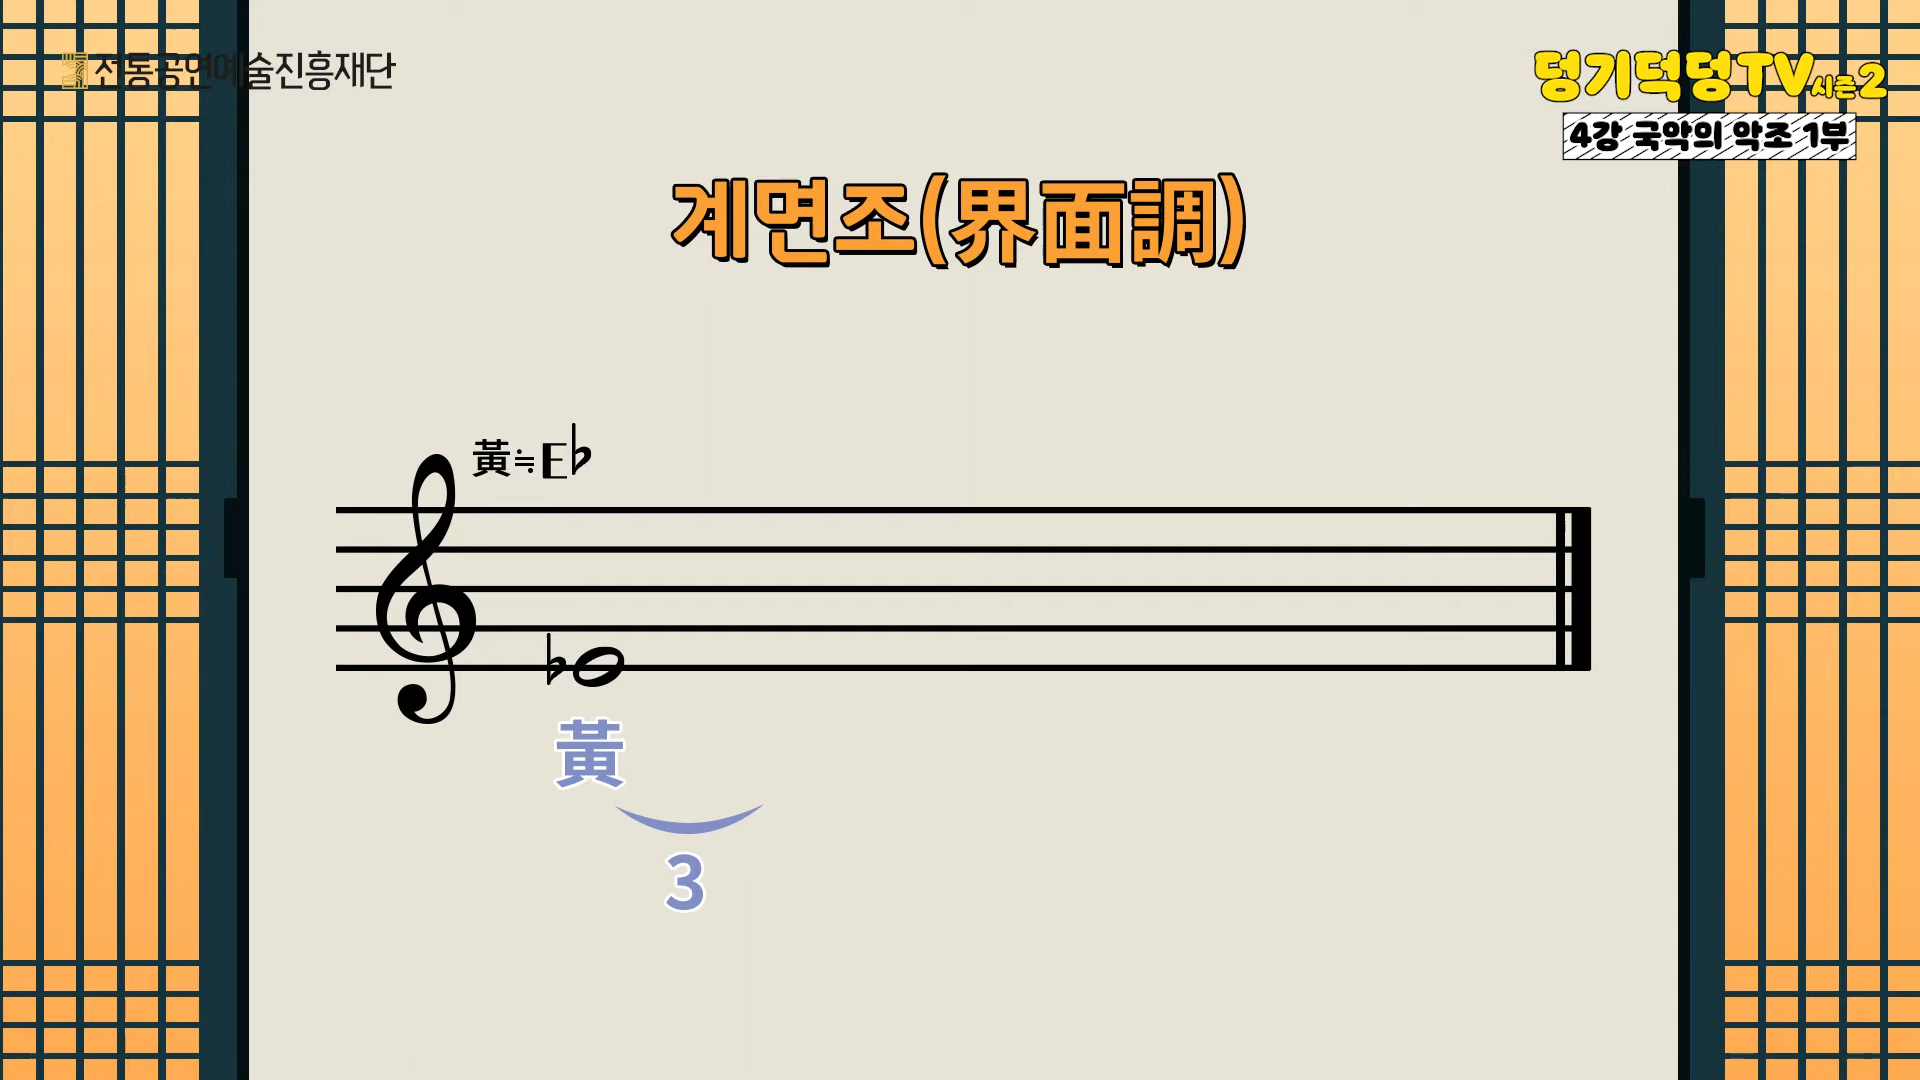 전통공연예술진흥재단
덩기덕덩TV시즌2
4강 국악의 악조 1부
계면조(界面調)
黃≒E♭
黃
3